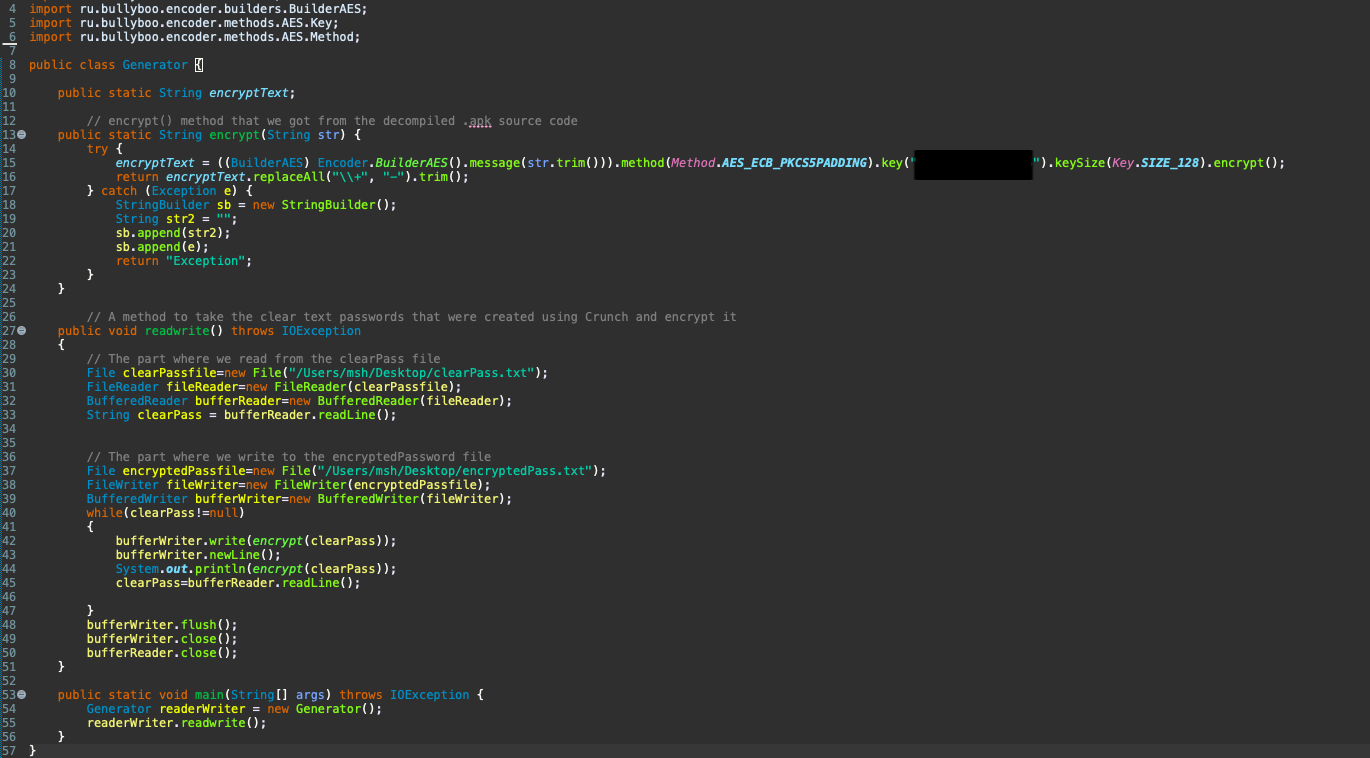 4 import ru.bullyboo.encoder.builders.BuilderAES;
5 import ru.bullyboo.encoder.methods.AES.Key;
6 import ru.bullyboo.encoder.methods.AES.Method;
7
8 public class Generator {
9
10 public static String encryptText;
11
12 // encrypt() method that we got from the decompiled .apk source code
13 public static String encrypt(String str) {
14 try {
15 encryptText = ((BuilderAES) Encoder.BuilderAES().message(str.trim())).method(Method.AES_ECB_PKCS5PADDING).key(" ").keySize(Key.SIZE_128).encrypt();
16 return encryptText.replaceAll("\\+", "-").trim();
17 } catch (Exception e) {
18 StringBuilder sb = new StringBuilder();
19 String str2 = "";
20 sb.append(str2);
21 sb.append(e);
22 return "Exception";
23 }
24 }
25
26 // A method to take the clear text passwords that were created using Crunch and encrypt it
27 public void readwrite() throws IOException
28 {
29 // The part where we read from the clearPass file
30 File clearPassfile=new File("/Users/msh/Desktop/clearPass.txt");
31 FileReader fileReader=new FileReader(clearPassfile);
32 BufferedReader bufferReader=new BufferedReader(fileReader);
33 String clearPass = bufferReader.readLine();
34
35
36 // The part where we write to the encryptedPassword file
37 File encryptedPassfile=new File("/Users/msh/Desktop/encryptedPass.txt");
38 FileWriter fileWriter=new FileWriter(encryptedPassfile);
39 BufferedWriter bufferWriter=new BufferedWriter(fileWriter);
40 while(clearPass!=null)
41 {
42 bufferWriter.write(encrypt(clearPass));
43 bufferWriter.newLine();
44 System.out.println(encrypt(clearPass));
45 clearPass=bufferReader.readLine();
46
47 }
48 bufferWriter.flush();
49 bufferWriter.close();
50 bufferReader.close();
51 }
52
53 public static void main(String[] args) throws IOException {
54 Generator readerWriter = new Generator();
55 readerWriter.readwrite();
56 }
57 }